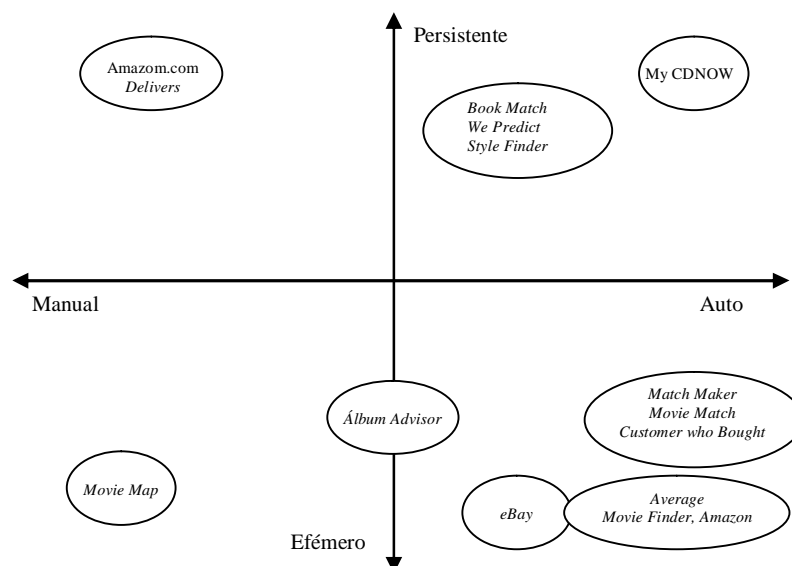 Persistente
Amazom.com
Delivers
My CDNOW
Book Match
We Predict
Style Finder
Manual
Auto
Álbum Advisor
Match Maker
Movie Match
Customer who Bought
Movie Map
eBay
Average
Movie Finder, Amazon
Efémero